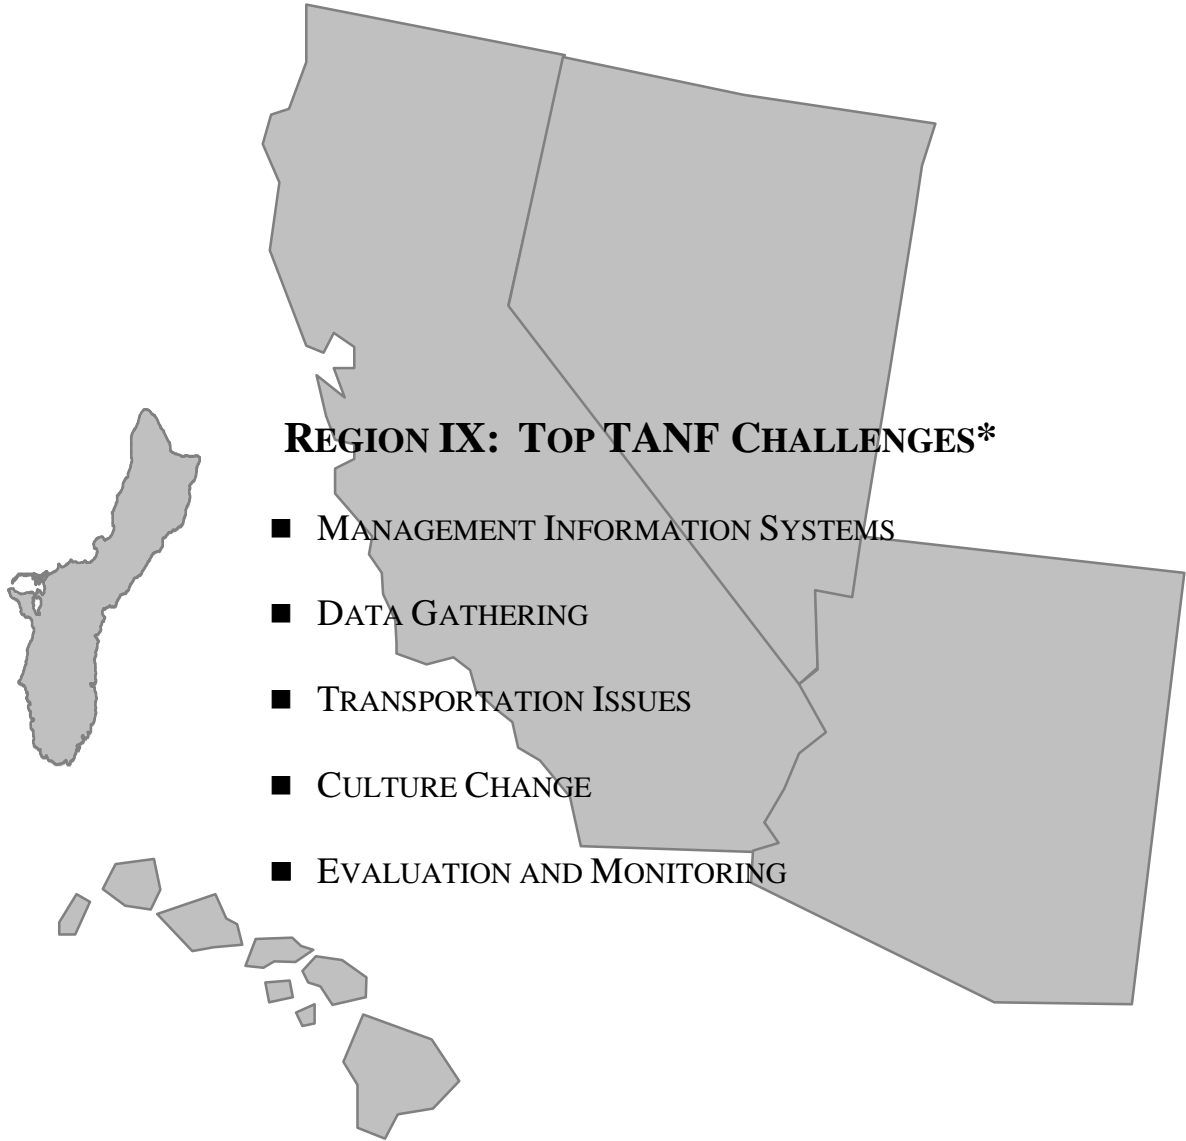 REGION IX: TOP TANF CHALLENGES*
■ MANAGEMENT INFORMATION SYSTEMS
■ DATA GATHERING
■ TRANSPORTATION ISSUES
■ CULTURE CHANGE
■ EVALUATION AND MONITORING